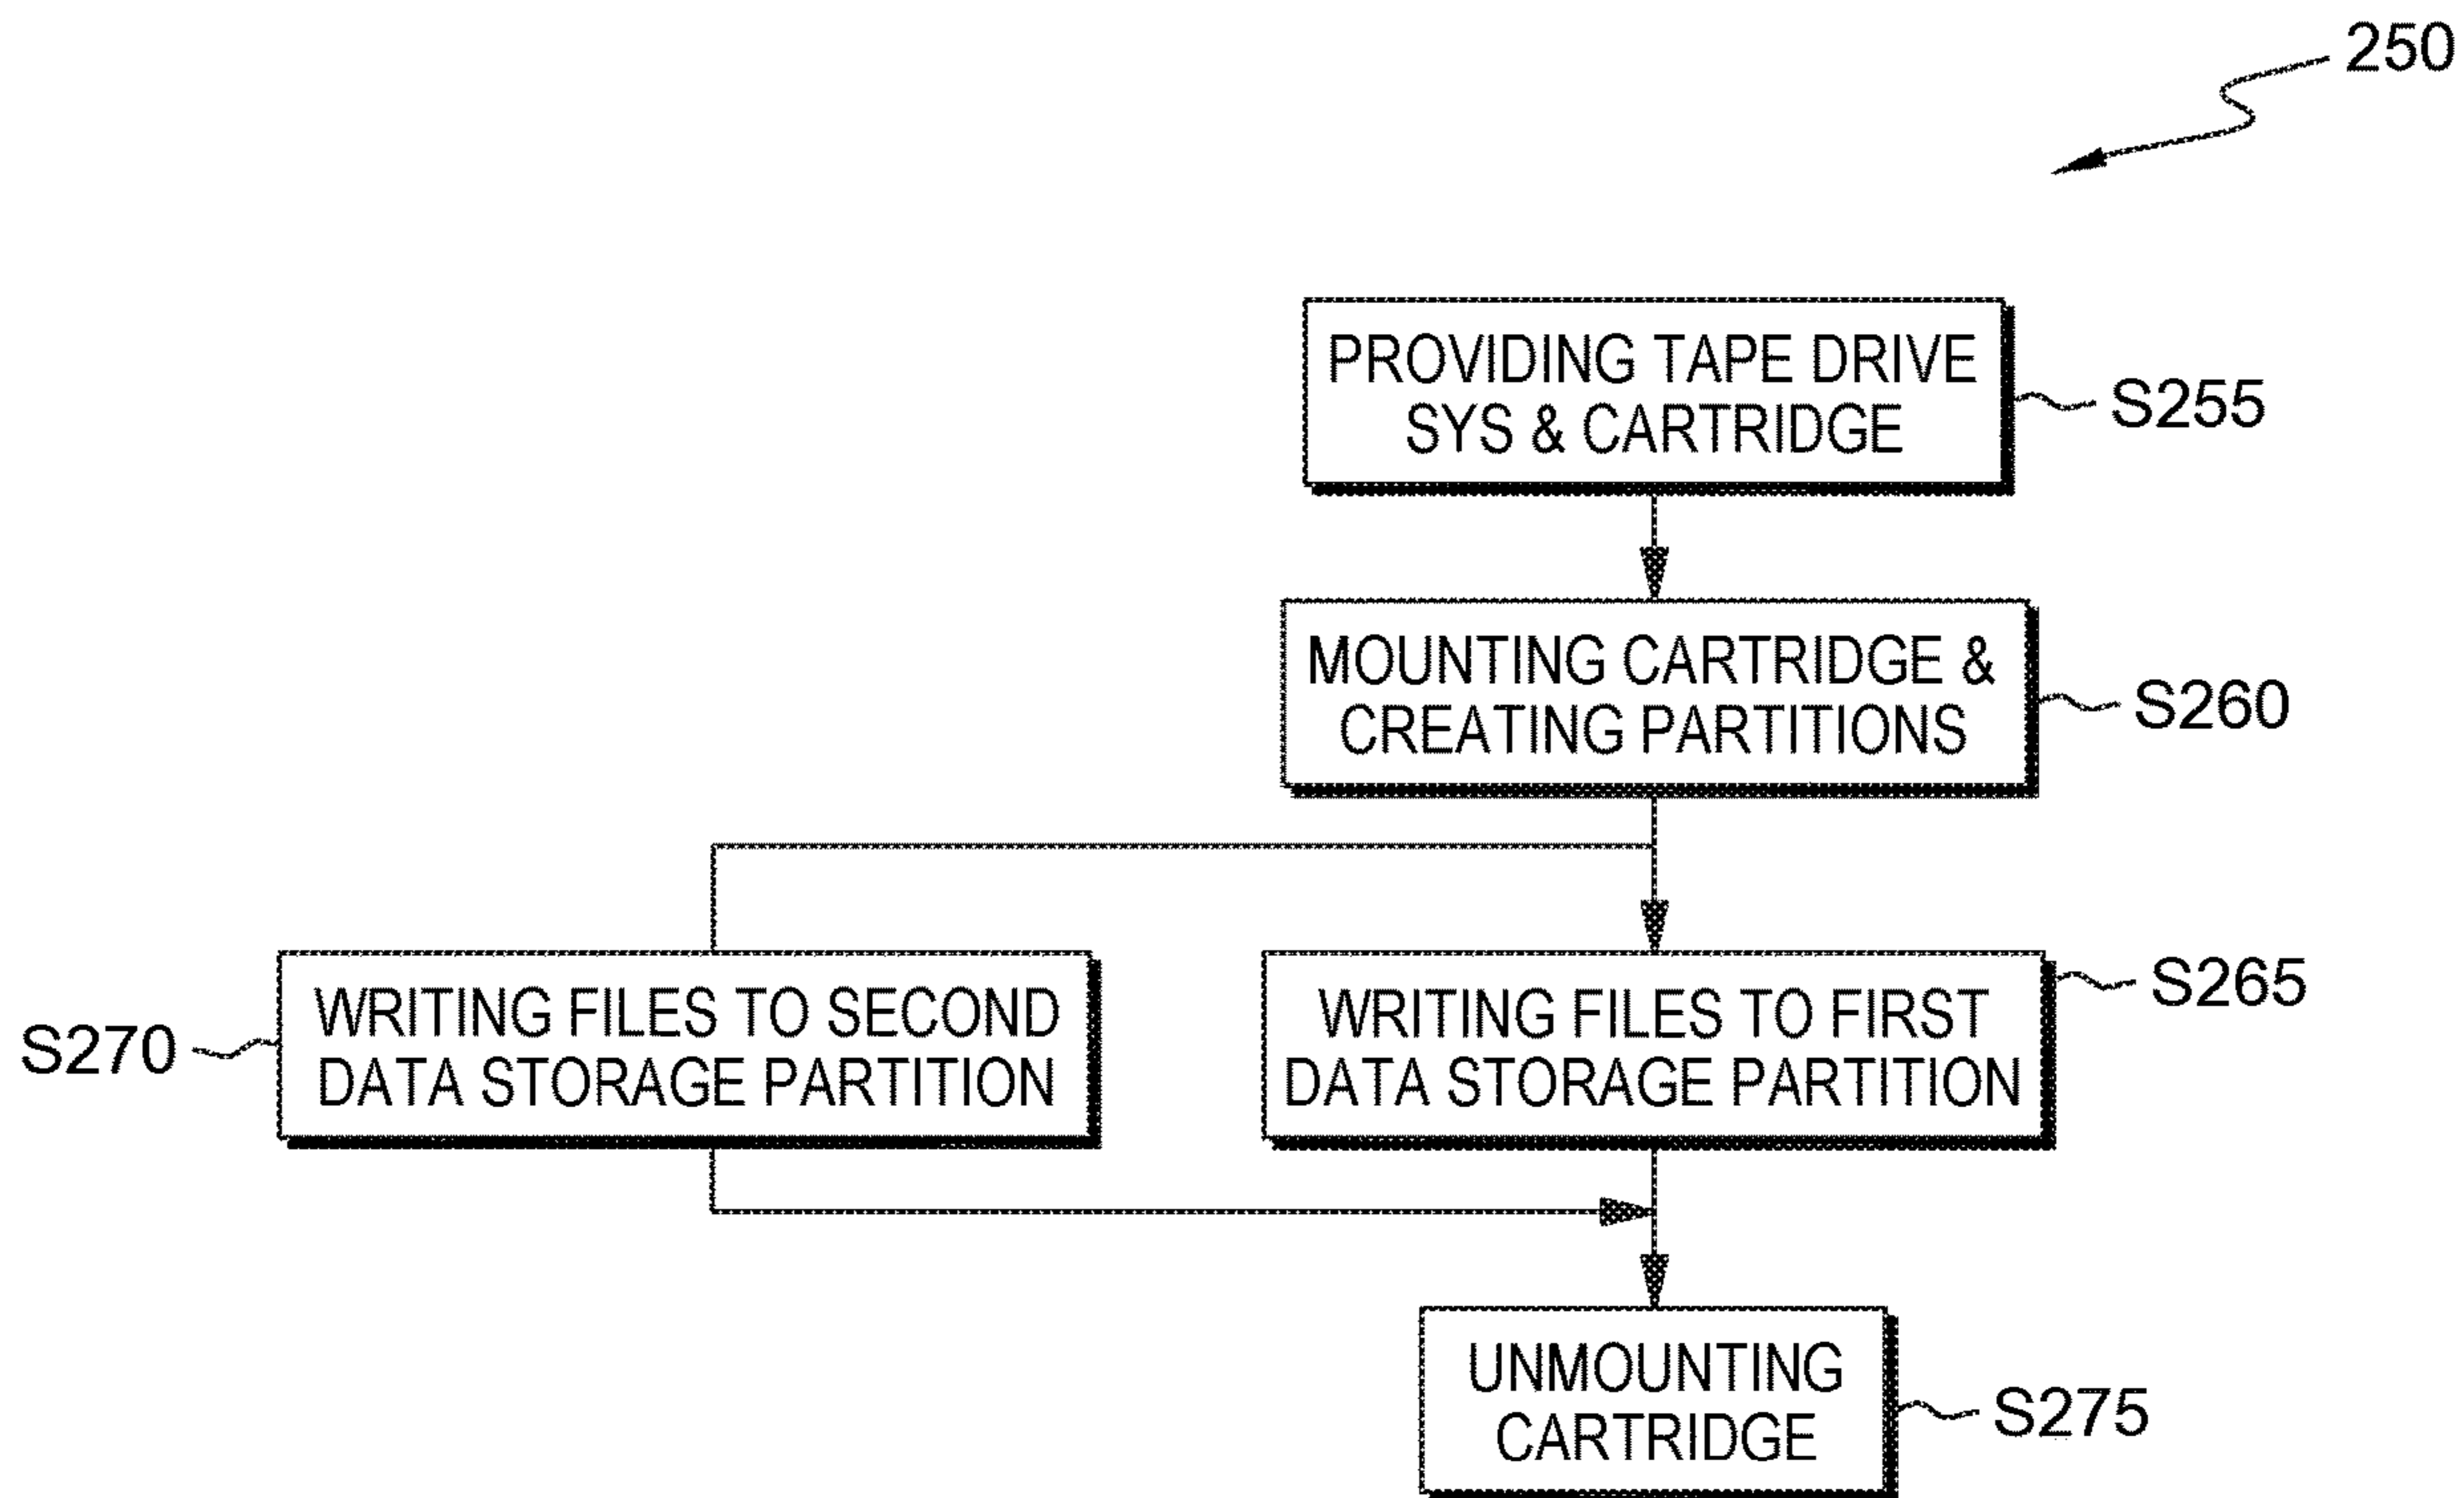 250
PROVIDING TAPE DRIVE
SYS & CARTRIDGE
S255
MOUNTING CARTRIDGE &
CREATING PARTITIONS
S260
S270
WRITING FILES TO SECOND
DATA STORAGE PARTITION
WRITING FILES TO FIRST
DATA STORAGE PARTITION
S265
UNMOUNTING
CARTRIDGE
S275